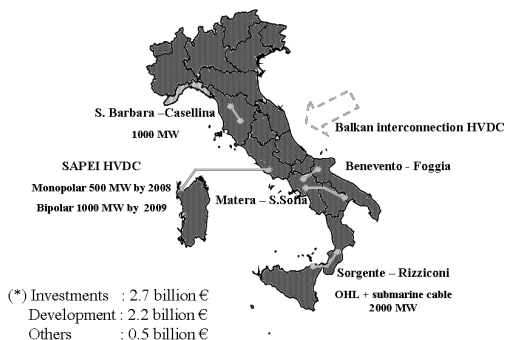 S. Barbara –Casellina
1000 MW
Balkan interconnection HVDC
SAPEI HVDC
Monopolar 500 MW by 2008
Bipolar 1000 MW by 2009
Benevento - Foggia
Matera – S.Sofia
Sorgente – Rizziconi
OHL + submarine cable
2000 MW
(*) Investments : 2.7 billion €
Development : 2.2 billion €
Others : 0.5 billion €